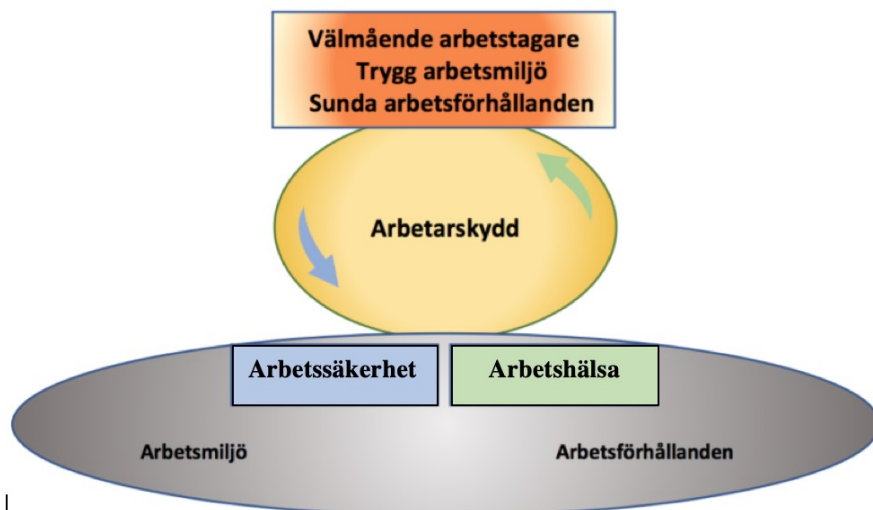 Välmående arbetstagare
Trygg arbetsmiljö
Sunda arbetsförhållanden
Arbetarskydd
Arbetssäkerhet
Arbetshälsa
Arbetsmiljö
Arbetsförhållanden